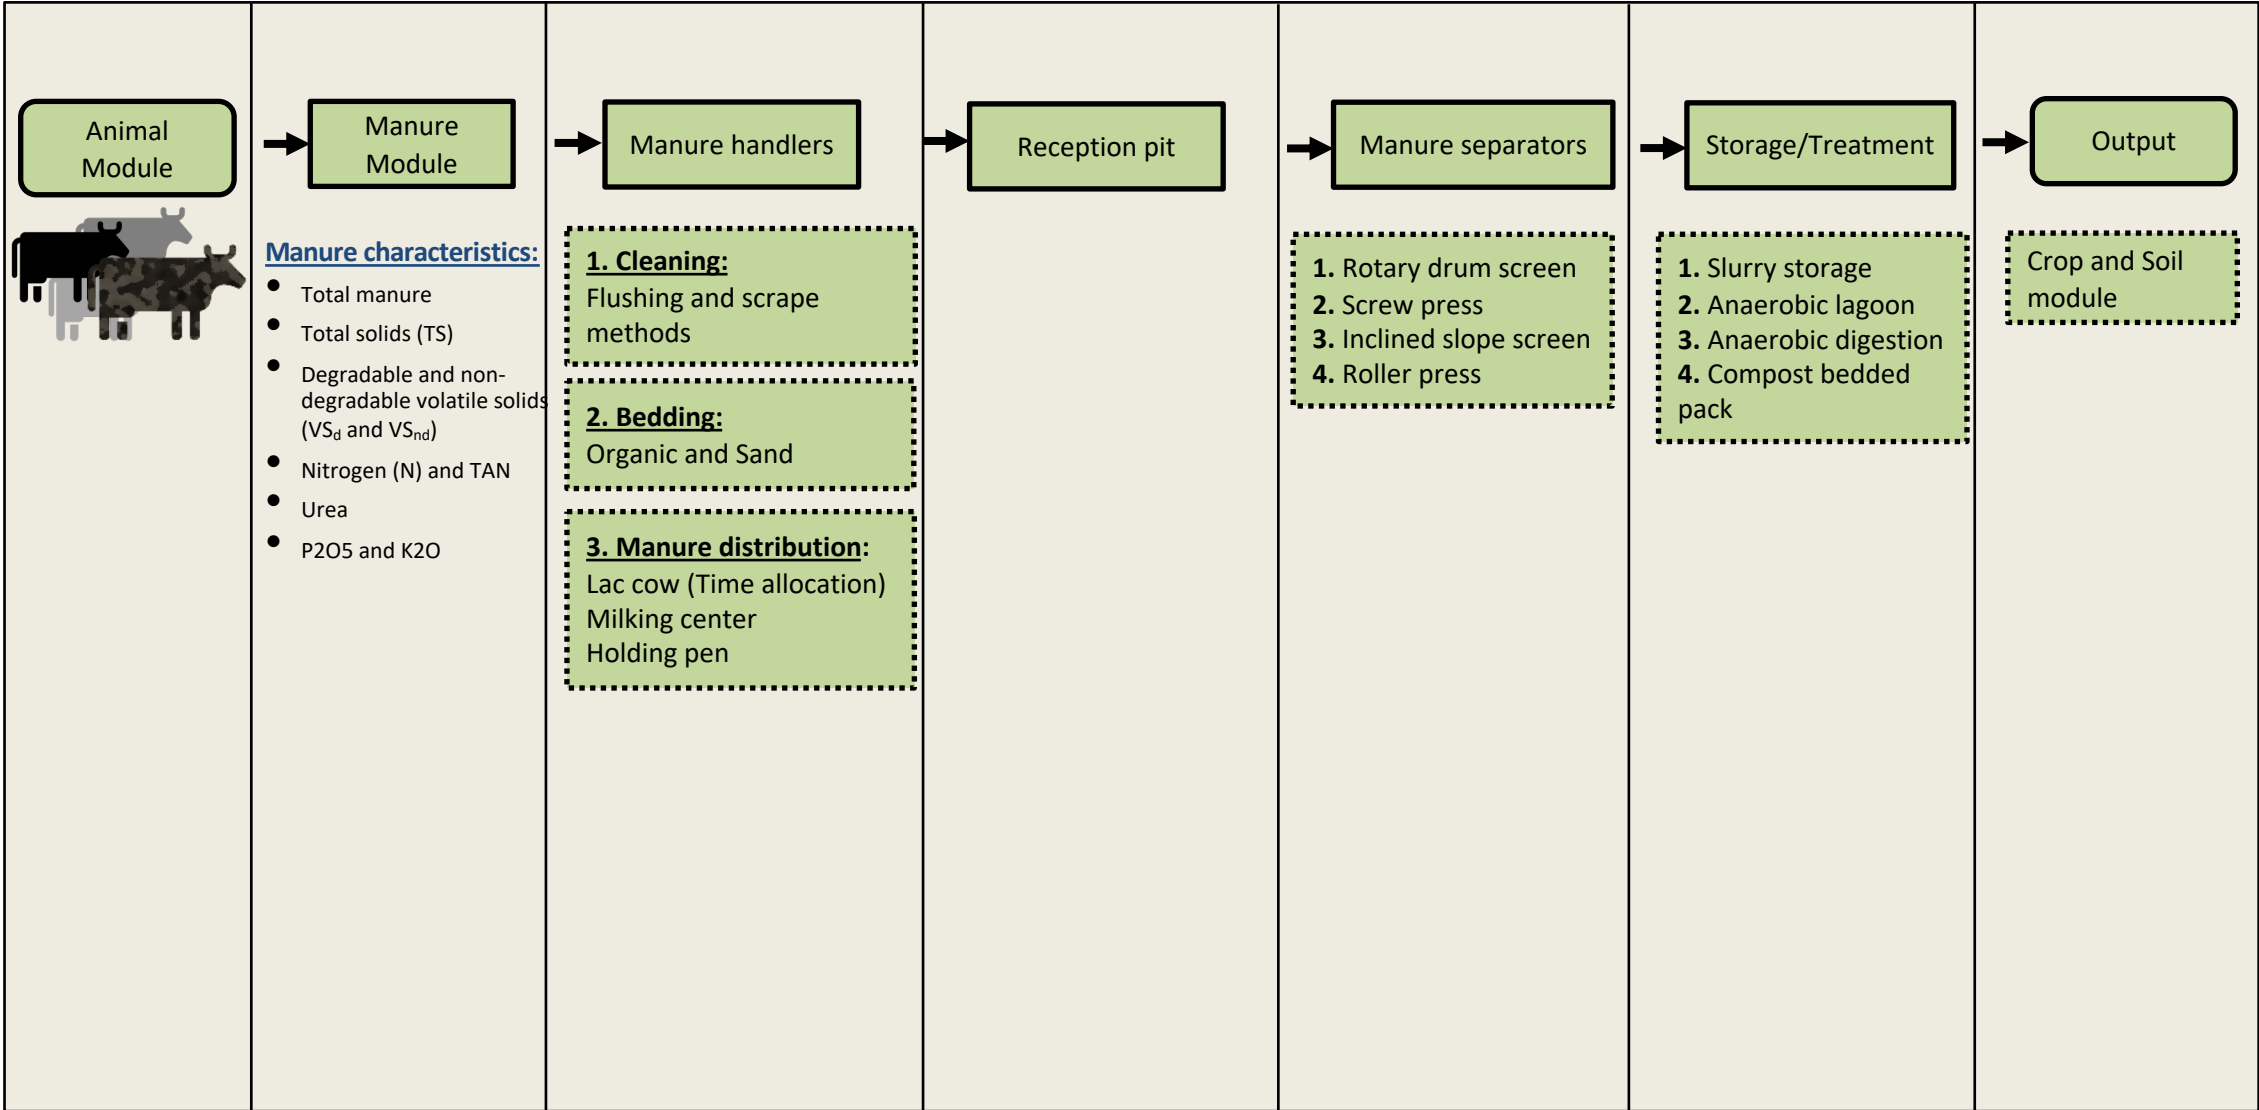 Animal
Module
Manure
Module
Manure characteristics:
• Total manure
• Total solids (TS)
• Degradable and non-
degradable volatile solids
(VSd and VSnd)
• Nitrogen (N) and TAN
• Urea
• P2O5 and K2O
Manure handlers
1. Cleaning:
Flushing and scrape
methods
2. Bedding:
Organic and Sand
3. Manure distribution:
Lac cow (Time allocation)
Milking center
Holding pen
Reception pit
Manure separators
1. Rotary drum screen
2. Screw press
3. Inclined slope screen
4. Roller press
Storage/Treatment
1. Slurry storage
2. Anaerobic lagoon
3. Anaerobic digestion
4. Compost bedded
pack
Output
Crop and Soil
module